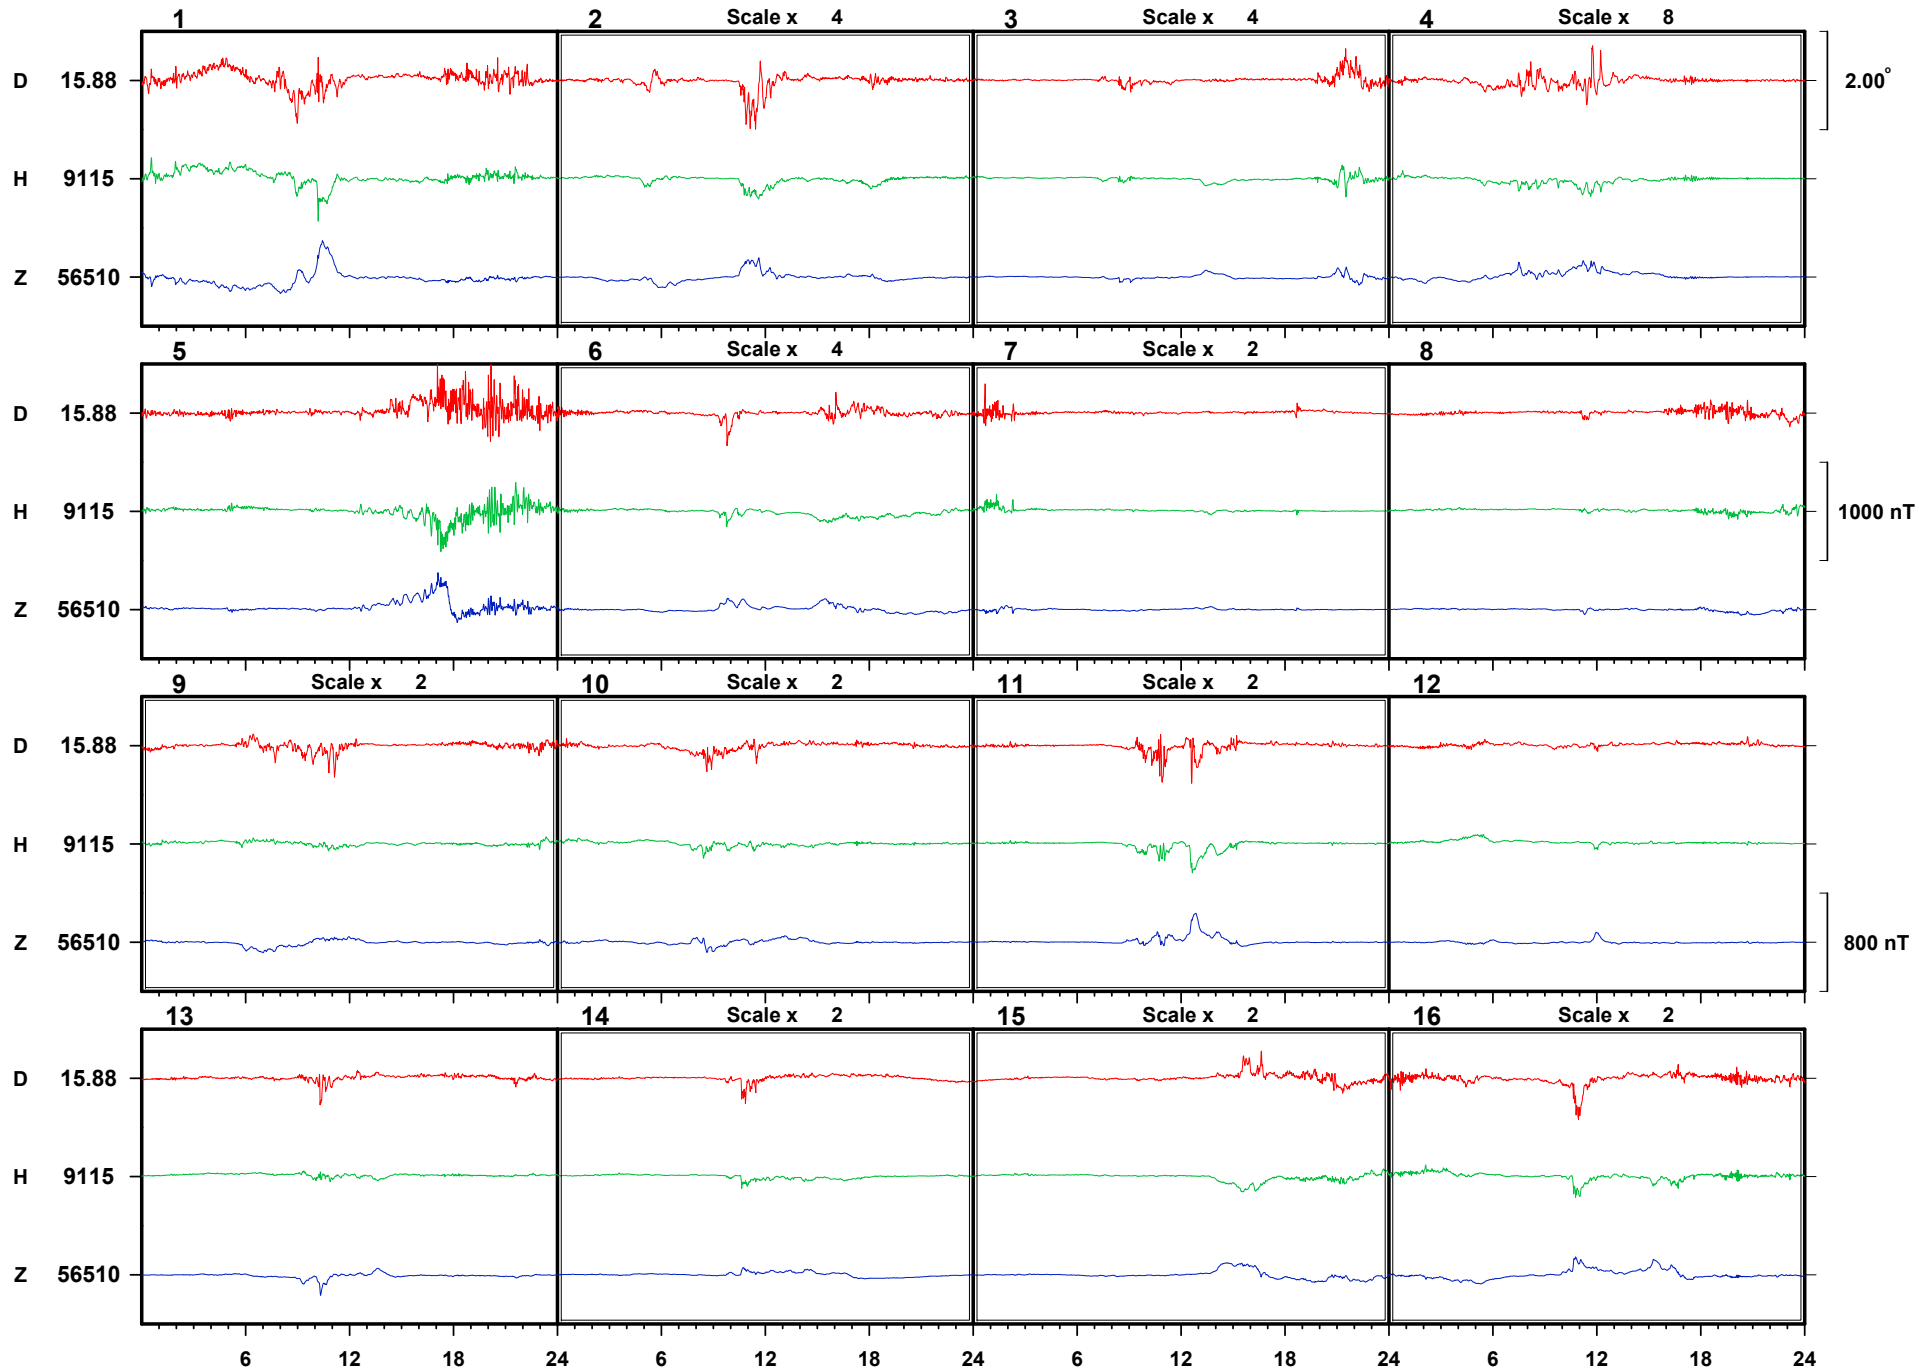 1 2 Scale x 4 3 Scale x 4 4 Scale x 8
D 15.88 2.00°
H 9115
Z 56510
5 6 Scale x 4 7 Scale x 2 8
D 15.88
H 9115 1000 nT
Z 56510
9 Scale x 2 10 Scale x 2 11 Scale x 2 12
D 15.88
H 9115
Z 56510 800 nT
13 14 Scale x 2 15 Scale x 2 16 Scale x 2
D 15.88
H 9115
Z 56510
6 12 18 24 6 12 18 24 6 12 18 24 6 12 18 24